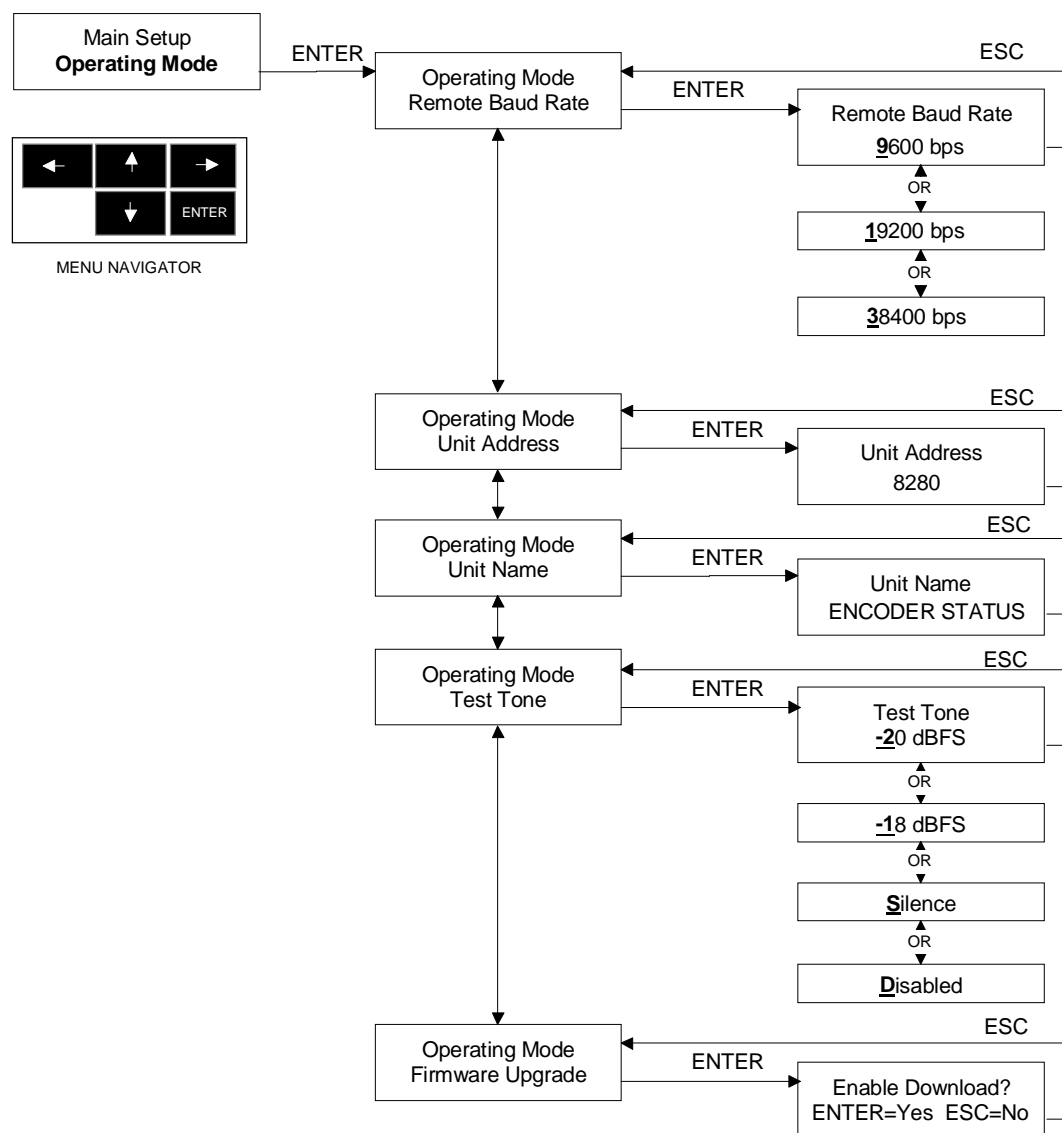 Main Setup
Operating Mode
ENTER
Operating Mode
Remote Baud Rate
ESC
ENTER
Remote Baud Rate
9600 bps
OR
19200 bps
OR
38400 bps
ENTER
MENU NAVIGATOR
Operating Mode
Unit Address
ESC
ENTER
Unit Address
8280
Operating Mode
Unit Name
ESC
ENTER
Unit Name
ENCODER STATUS
Operating Mode
Test Tone
ESC
ENTER
Test Tone
-20 dBFS
OR
-18 dBFS
OR
Silence
OR
Disabled
Operating Mode
Firmware Upgrade
ESC
ENTER
Enable Download?
ENTER=Yes ESC=No